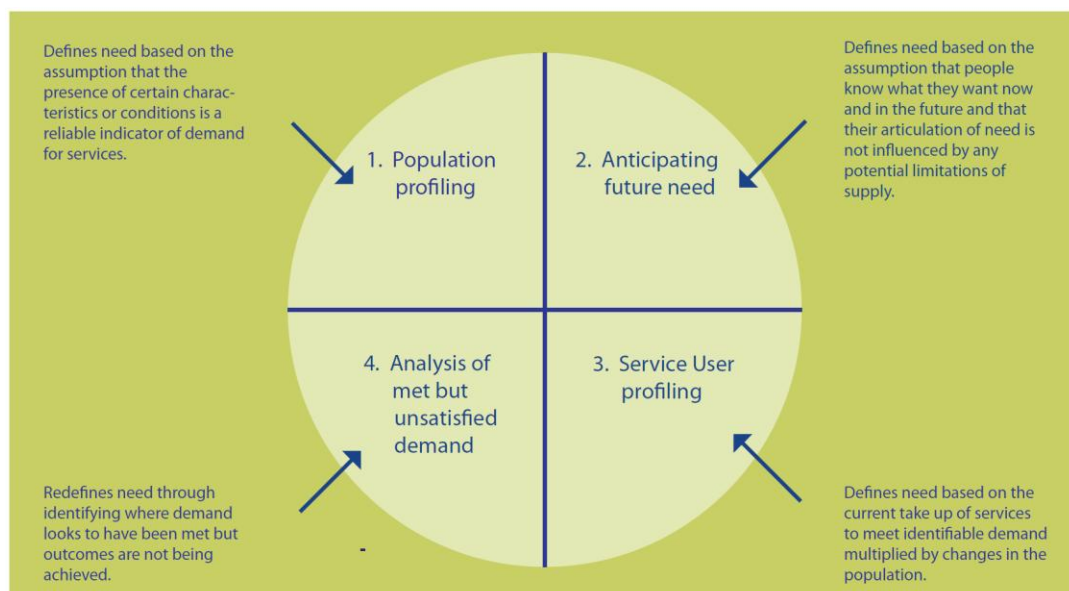 Defines need based on the
assumption that the
presence of certain charac-
teristics or conditions is a
reliable indicator of demand
for services.
1. Population
profiling
2. Anticipating
future need
Defines need based on the
assumption that people
know what they want now
and in the future and that
their articulation of need is
not influenced by any
potential limitations of
supply.
4. Analysis of
met but
unsatisfied
demand
3. Service User
profiling
Redefines need through
identifying where demand
looks to have been met but
outcomes are not being
achieved.
-
Defines need based on the
current take up of services
to meet identifiable demand
multiplied by changes in the
population.